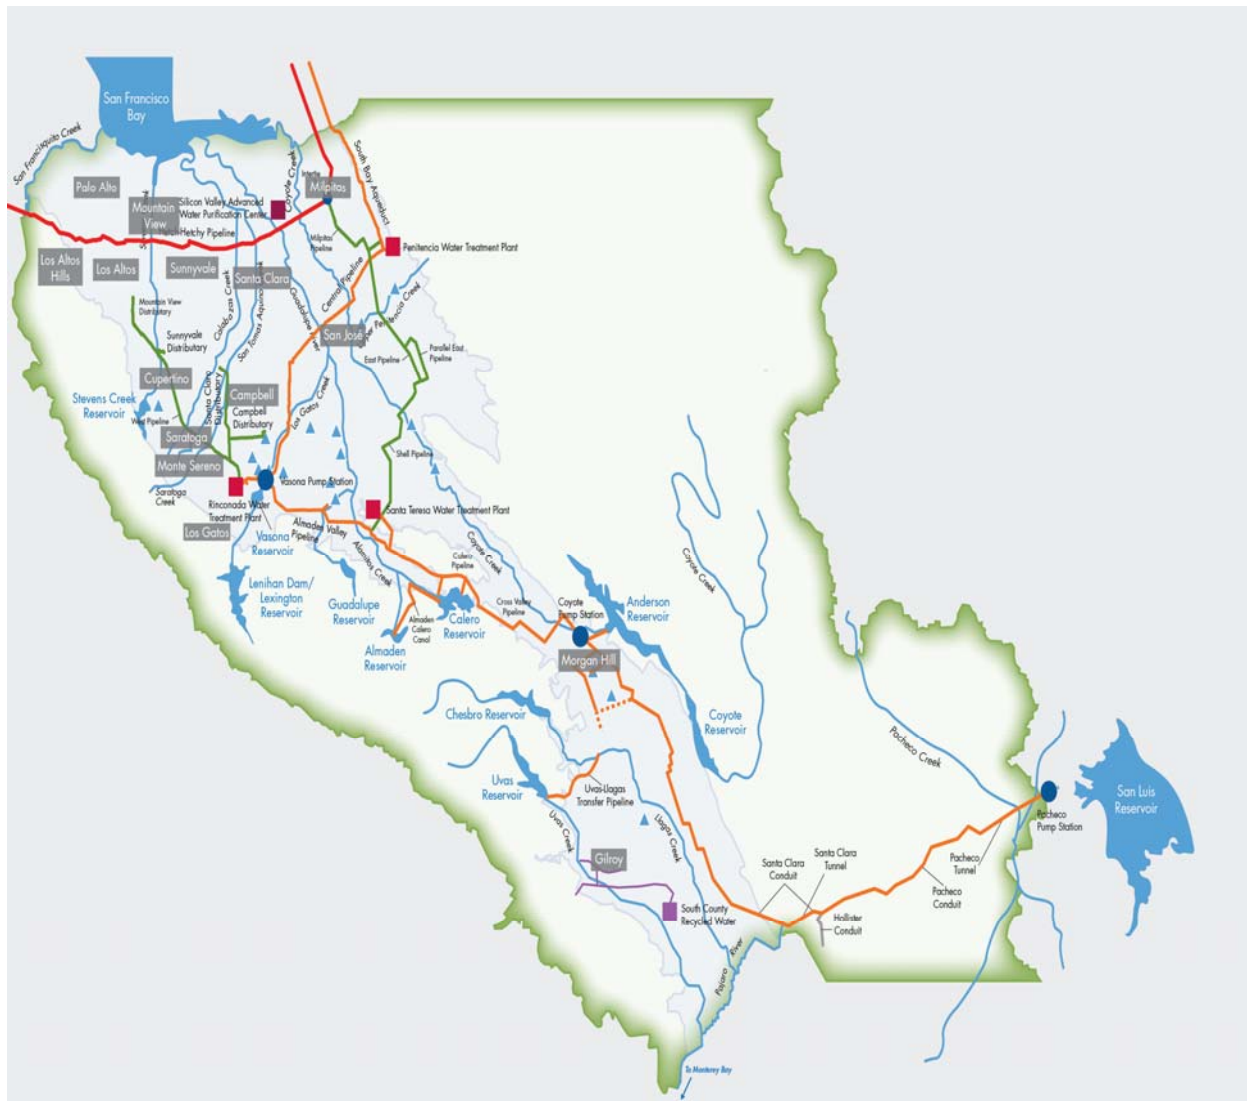 San Francisco
Bay
San Francisquito Creek
Palo Alto
Mountain
View
Silicon Valley Advanced
Water Purification Center
Coyote Creek
Intertie
Milpitas
South Bay Aqueduct
Hetch-Hetchy Pipeline
Milpitas
Pipeline
Penitencia Water Treatment Plant
Los Altos
Hills
Los Altos
Sunnyvale
Santa Clara
Central Pipeline
Mountain View
Distributary
Calabazas Creek
San Tomas Aquino
Guadalupe River
San José
Upper Penitencia Creek
Sunnyvale
Distributary
East Pipeline
Parallel East
Pipeline
Cupertino
Stevens Creek
Reservoir
Santa Clara
Distributary
Campbell
Campbell
Distributary
Los Gatos Creek
West Pipeline
Saratoga
Monte Sereno
Shell Pipeline
Saratoga
Creek
Vasona Pump Station
Rinconada Water
Treatment Plant
Santa Teresa Water Treatment Plant
Los Gatos
Vasona
Reservoir
Almaden Valley
Pipeline
Alamitos Creek
Calero
Pipeline
Coyote Creek
Coyote Creek
Lenihan Dam/
Lexington
Reservoir
Guadalupe
Reservoir
Almaden
Calero
Canal
Calero
Reservoir
Cross Valley
Pipeline
Coyote
Pump Station
Anderson
Reservoir
Almaden
Reservoir
Morgan Hill
Chesbro Reservoir
Coyote
Reservoir
Pacheco Creek
Uvas
Reservoir
Uvas-Llagas
Transfer Pipeline
San Luis
Reservoir
Pacheco
Pump Station
Uvas Creek
Llagas Creek
Gilroy
Santa Clara
Conduit
Santa Clara
Tunnel
Pacheco
Tunnel
Pacheco
Conduit
South County
Recycled Water
Hollister
Conduit
Pajaro River
To Monterey Bay